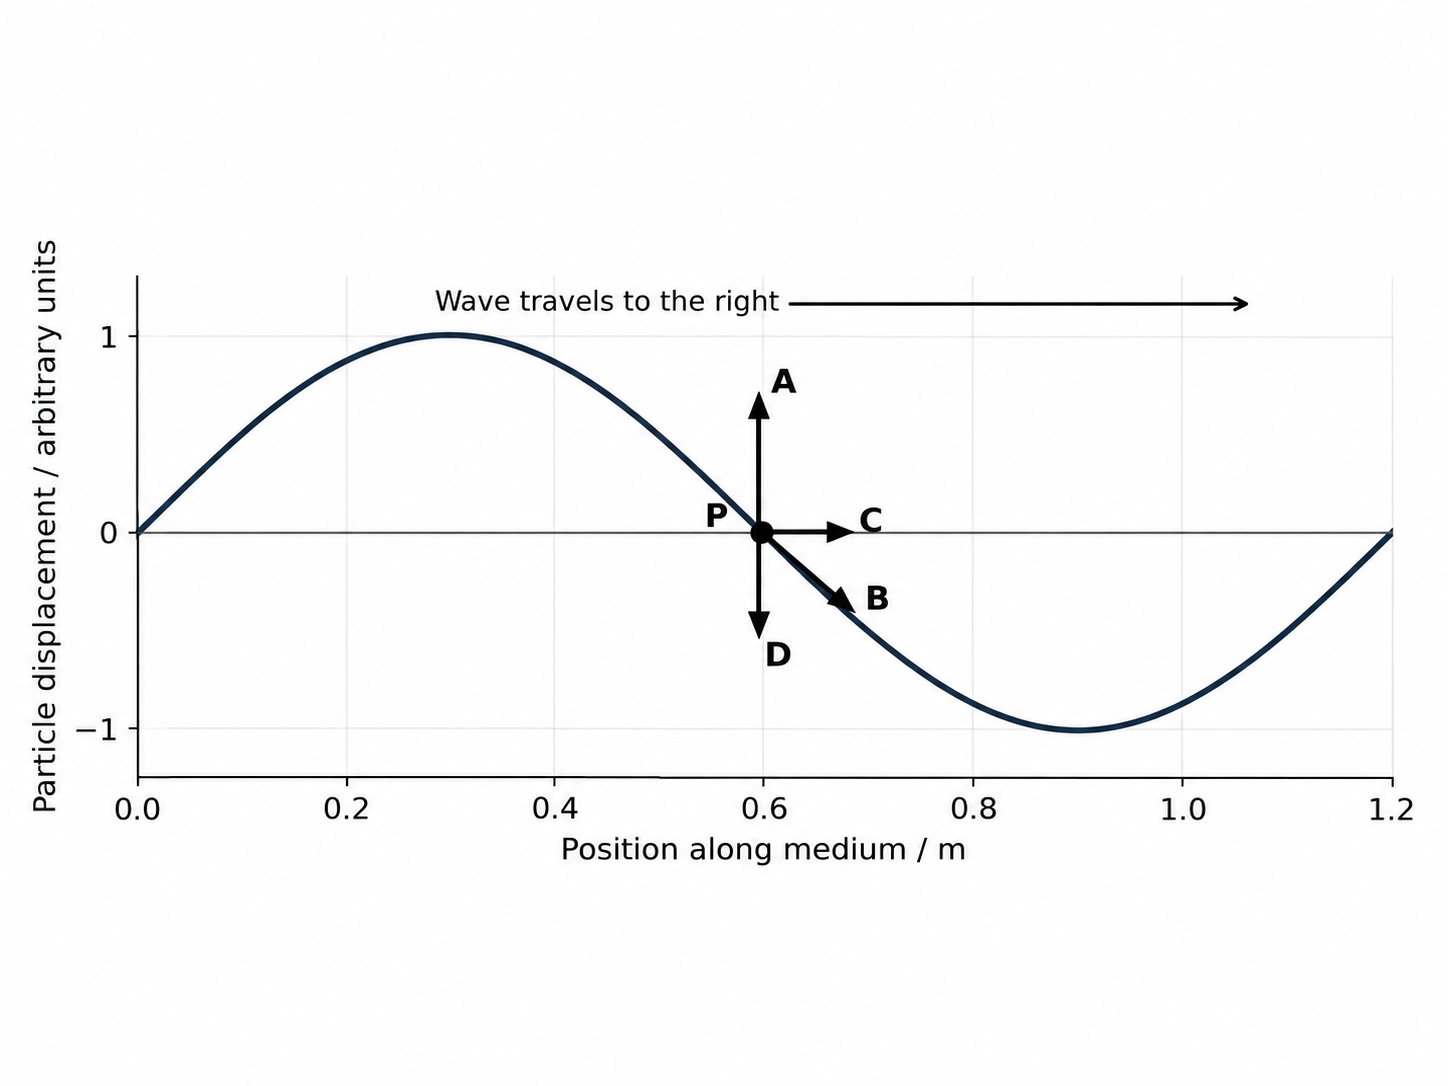 Particle displacement / arbitrary units
Wave travels to the right
1
0
−1
A
P
C
B
D
0.0 0.2 0.4 0.6 0.8 1.0 1.2
Position along medium / m